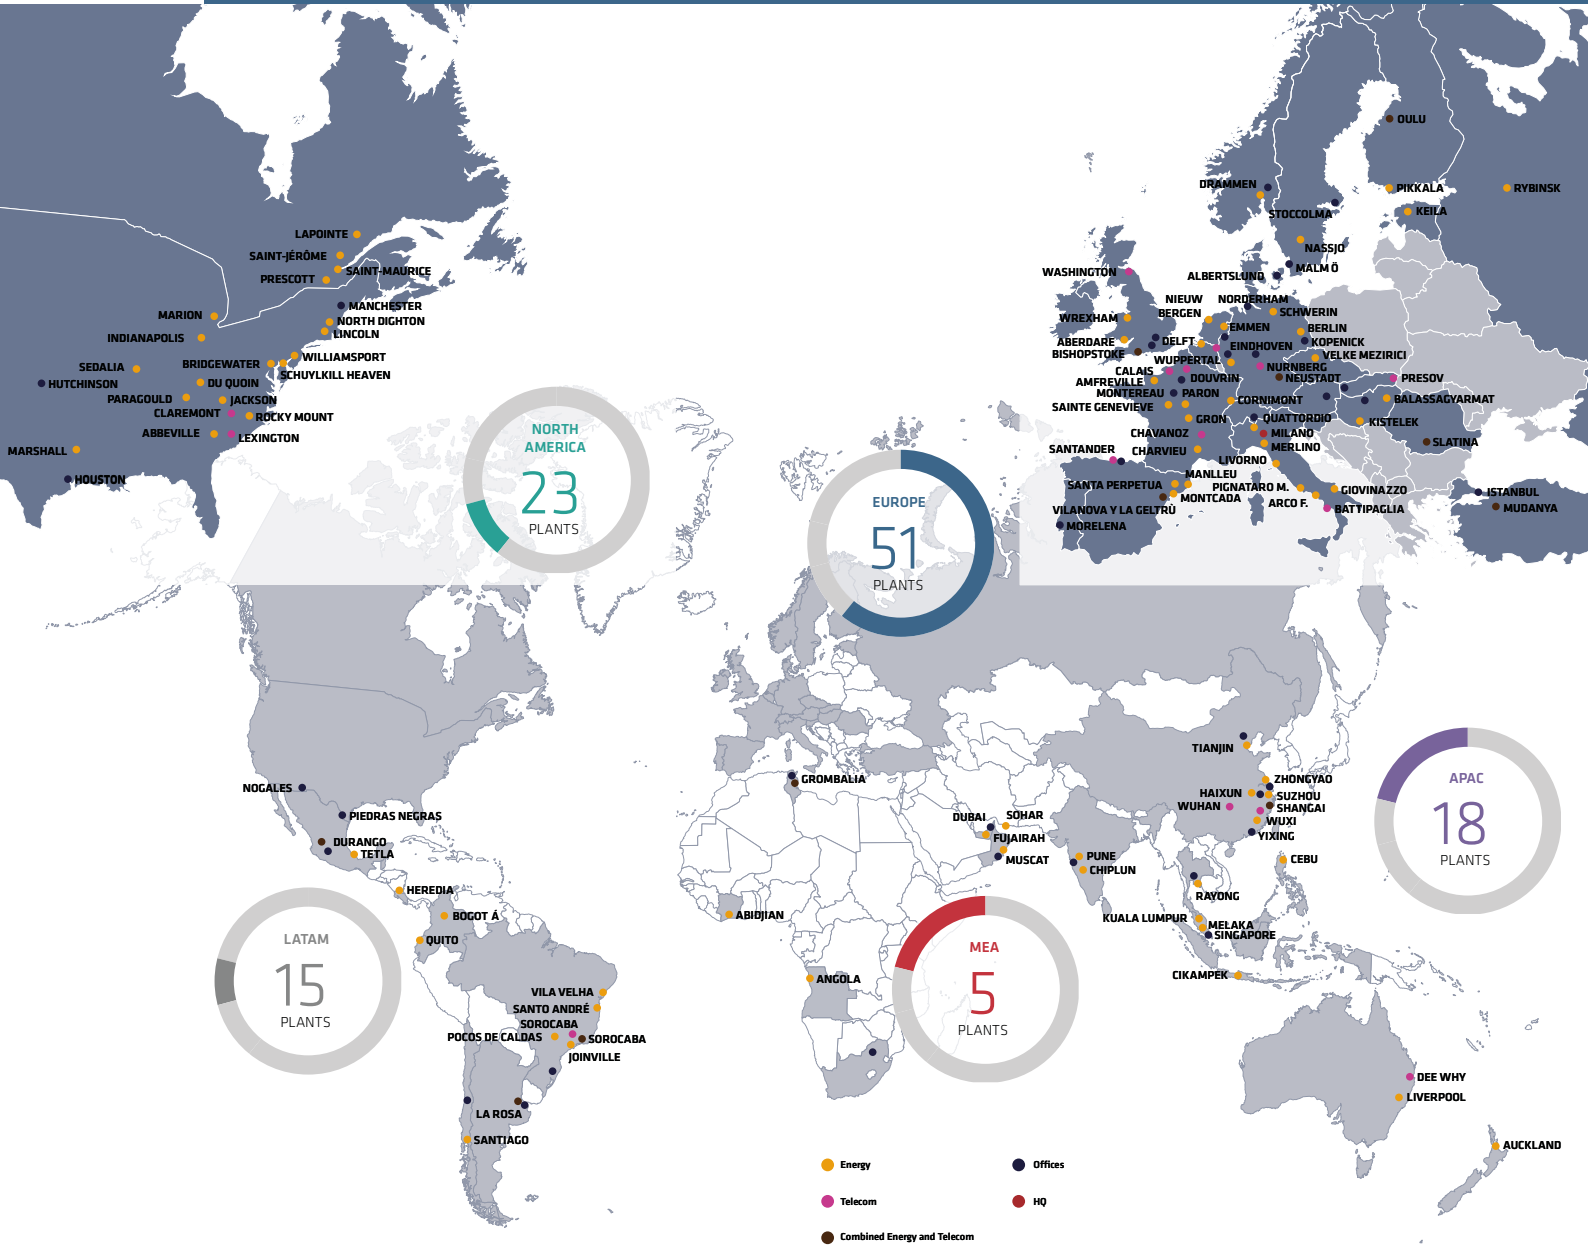 OULU
DRAMMEN
PIKKALA
RYBINSK
STOCCOLMA
KEILA
LAPOINTE
NASSJO
SAINT-JÉRÔME
SAINT-MAURICE
PRESCOTT
WASHINGTON
ALBERTSLUND
MALM Ö
MANCHESTER
NIEUW
BERGEN
NORDERHAM
MARION
NORTH DIGHTON
LINCOLN
WREXHAM
SCHWERIN
EMMEN
BERLIN
INDIANAPOLIS
ABERDARE
DELFT
KOPENICK
BISHOPSTOKE
EINDHOVEN
VELKE MEZIRICI
WILLIAMSPORT
BRIDGEWATER
SEDALIA
WUPPERTAL
NURNBERG
CALAIS
SCHUYLKILL HEAVEN
HUTCHINSON
DU QUOIN
AMFREVILLE
DOUVRIN
NEUSTADT
PRESOV
MONTEREAU
PARON
PARAGOULD
JACKSON
CORNIMONT
BALASSAGYARMAT
SAINTE GENEVIEVE
CLAREMONT
ROCKY MOUNT
GRON
QUATTORDIO
KISTELEK
ABBEVILLE
LEXINGTON
CHAVANOZ
MILANO
SLATINA
MARSHALL
SANTANDER
CHARVIEU
MERLINO
LIVORNO
HOUSTON
MANLLEU
SANTA PERPETUA
PIGNATARO M.
GIOVINAZZO
ISTANBUL
MONTCADA
ARCO F.
VILANOVA Y LA GELTRÙ
BATTIPAGLIA
MUDANYA
MORELENA
NORTH
AMERICA
23
PLANTS
EUROPE
51
PLANTS
TIANJIN
NOGALES
GROMBALIA
ZHONGYAO
HAIXUN
SUZHOU
WUHAN
SHANGAI
PIEDRAS NEGRAS
DUBAI
SOHAR
WUXI
YIXING
DURANGO
FUJAIRAH
TETLA
MUSCAT
PUNE
CEBU
CHIPLUN
APAC
18
PLANTS
HEREDIA
RAYONG
BOGOT Á
ABIDJIAN
KUALA LUMPUR
MELAKA
SINGAPORE
QUITO
LATAM
15
PLANTS
MEA
5
PLANTS
CIKAMPEK
ANGOLA
VILA VELHA
SANTO ANDRÉ
SOROCABA
POCOS DE CALDAS
SOROCABA
JOINVILLE
DEE WHY
LIVERPOOL
LA ROSA
SANTIAGO
AUCKLAND
Energy
Offices
Telecom
HQ
Combined Energy and Telecom